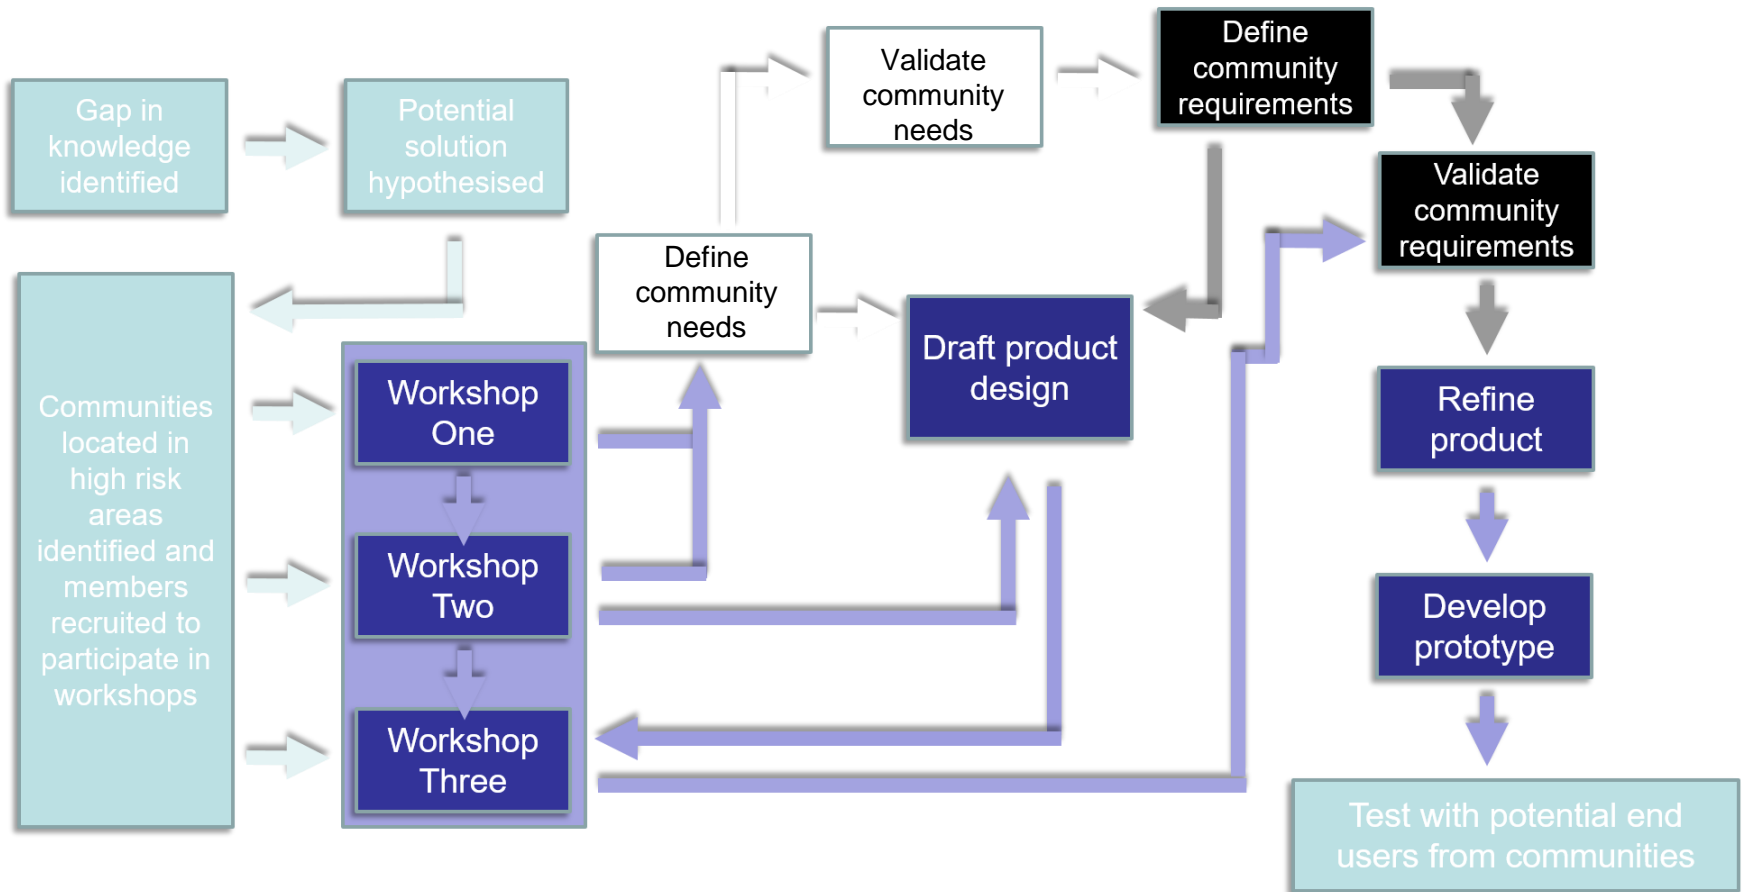 Gap in
knowledge
identified
Potential
solution
hypothesised
Validate
community
needs
Define
community
requirements
Validate
community
requirements
Define
community
needs
Draft product
design
Communities
located in
high risk
areas
identified and
members
recruited to
participate in
workshops
Workshop
One
Workshop
Two
Workshop
Three
Refine
product
Develop
prototype
Test with potential end
users from communities